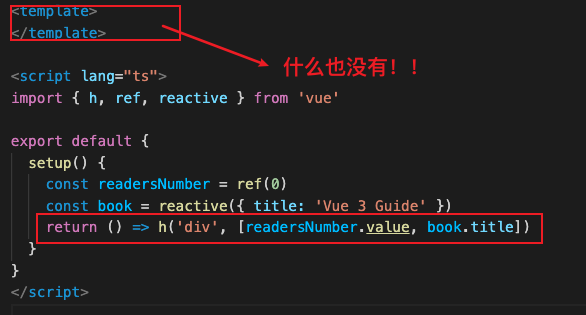 <template>
</template>
什么也没有！！
<script lang="ts">
import { h, ref, reactive } from 'vue'
export default {
setup() {
const readersNumber = ref(0)
const book = reactive({ title: 'Vue 3 Guide' })
return () => h('div', [readersNumber.value, book.title])
}
}
</script>